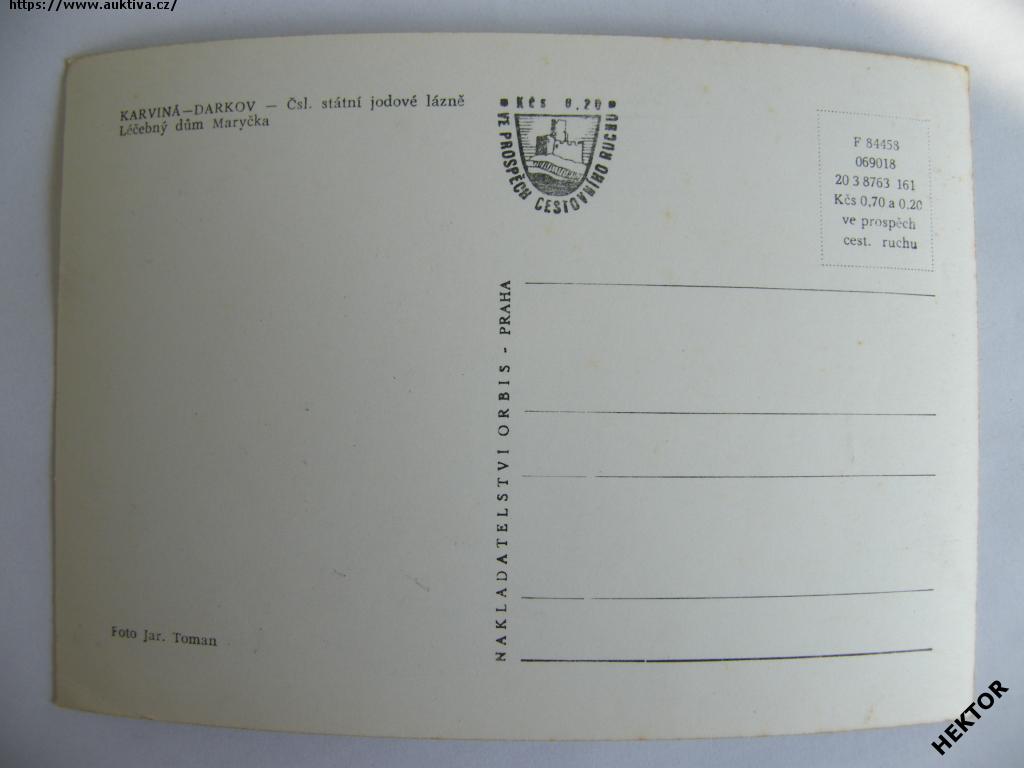 https://www.auktiva.cz/
KARVINÁ—DARKOV — Čsl. státní jodové lázně
Léčebný dům Maryčka
Kčs 0,20
VE PROSPĚCH CESTOVNÍHO RUCHU
F 84458
069018
20 3 8763 161
Kčs 0,70 a 0.20
ve prospěch
cest. ruchu
NAKLADATELSTVI ORBIS - PRAHA
Foto Jar. Toman
HEKTOR